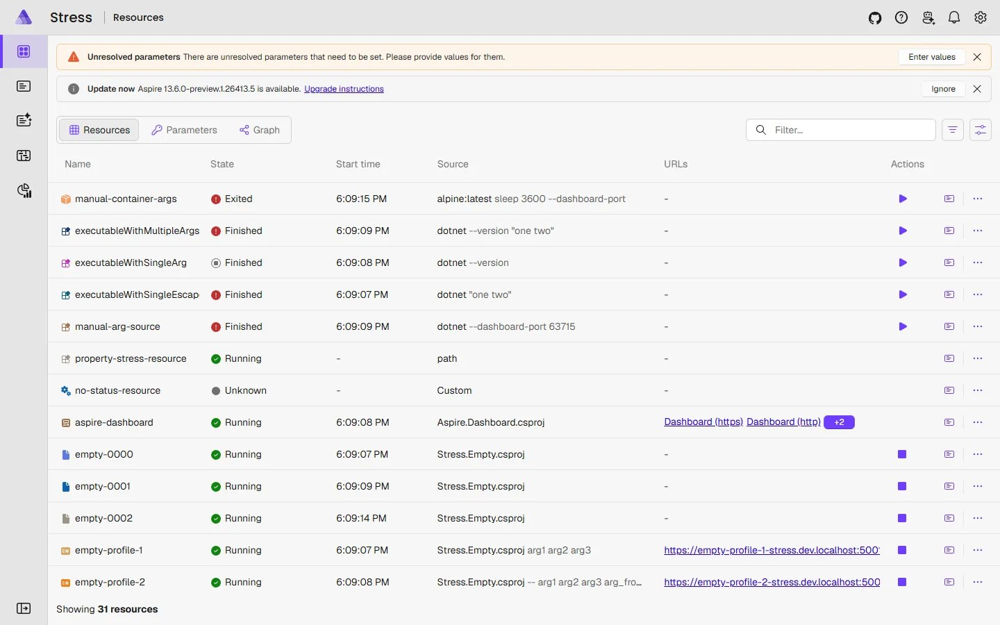 Stress | Resources
Unresolved parameters There are unresolved parameters that need to be set. Please provide values for them. Enter values
Update now Aspire 13.6.0-preview.1.26413.5 is available. Upgrade instructions Ignore
Resources Parameters Graph Filter...
Name State Start time Source URLs Actions
manual-container-args Exited 6:09:15 PM alpine:latest sleep 3600 --dashboard-port -
executableWithMultipleArgs Finished 6:09:09 PM dotnet --version "one two" -
executableWithSingleArg Finished 6:09:08 PM dotnet --version -
executableWithSingleEscap Finished 6:09:07 PM dotnet "one two" -
manual-arg-source Finished 6:09:09 PM dotnet --dashboard-port 63715 -
property-stress-resource Running - path -
no-status-resource Unknown - Custom -
aspire-dashboard Running 6:09:08 PM Aspire.Dashboard.csproj Dashboard (https) Dashboard (http) +2
empty-0000 Running 6:09:07 PM Stress.Empty.csproj -
empty-0001 Running 6:09:09 PM Stress.Empty.csproj -
empty-0002 Running 6:09:14 PM Stress.Empty.csproj -
empty-profile-1 Running 6:09:07 PM Stress.Empty.csproj arg1 arg2 arg3 https://empty-profile-1-stress.dev.localhost:500
empty-profile-2 Running 6:09:08 PM Stress.Empty.csproj -- arg1 arg2 arg3 arg_fro... https://empty-profile-2-stress.dev.localhost:500
Showing 31 resources